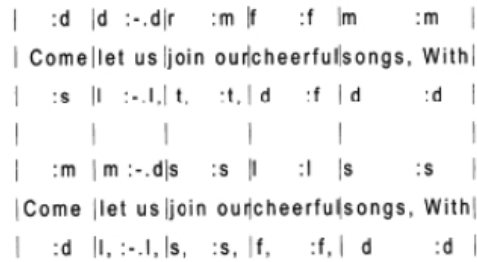 | :d |d :-.d|r :m |f :f |m :m |
| Come|let us |join our|cheerful|songs, With|
| :s |l :-.l,| t, :t, | d :f | d :d |
| | | | | |
| :m | m :-.d|s :s |l :l |s :s |
|Come |let us |join our|cheerful|songs, With|
| :d |l, :-.l, |s, :s, |f, :f, | d :d |